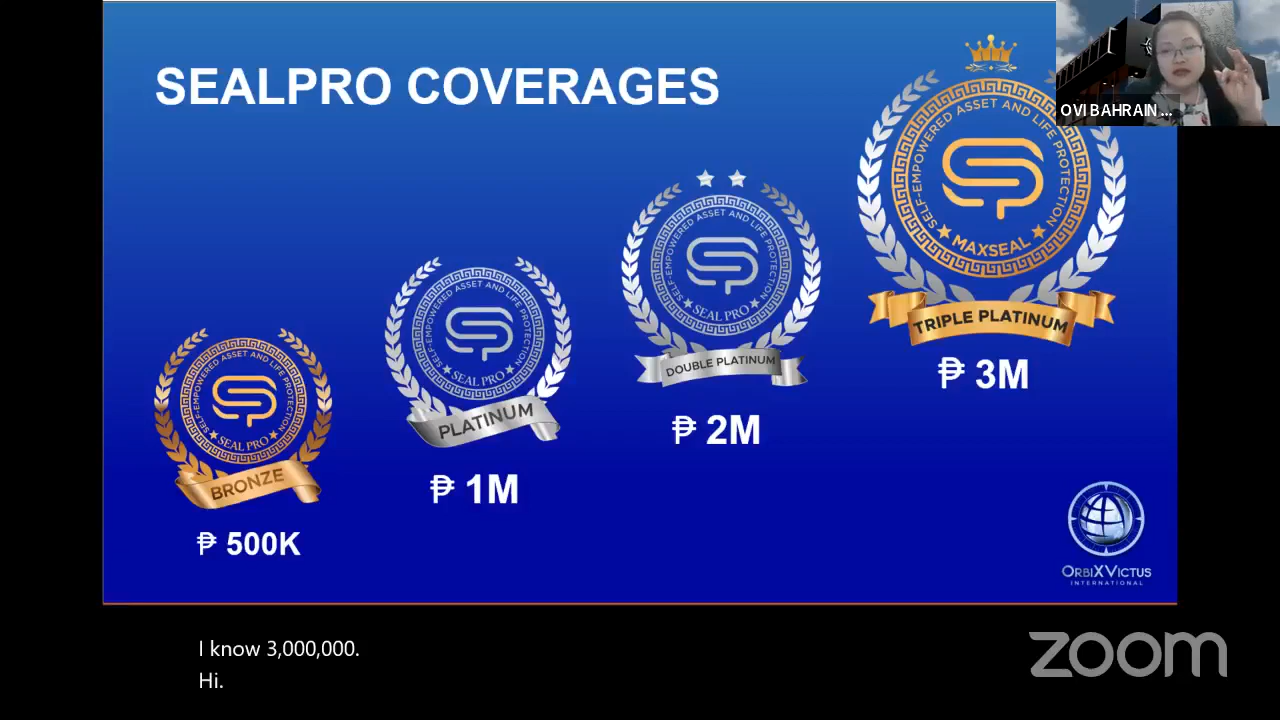 SEALPRO COVERAGES
OVI BAHRAIN ...
SELF-EMPOWERED ASSET AND LIFE PROTECTION
SEAL PRO
BRONZE
₱ 500K
SELF-EMPOWERED ASSET AND LIFE PROTECTION
SEAL PRO
PLATINUM
₱ 1M
SELF-EMPOWERED ASSET AND LIFE PROTECTION
SEAL PRO
DOUBLE PLATINUM
₱ 2M
SELF-EMPOWERED ASSET AND LIFE PROTECTION
MAXSEAL
TRIPLE PLATINUM
₱ 3M
ORBIXVICTUS
INTERNATIONAL
I know 3,000,000.
Hi.
zoom